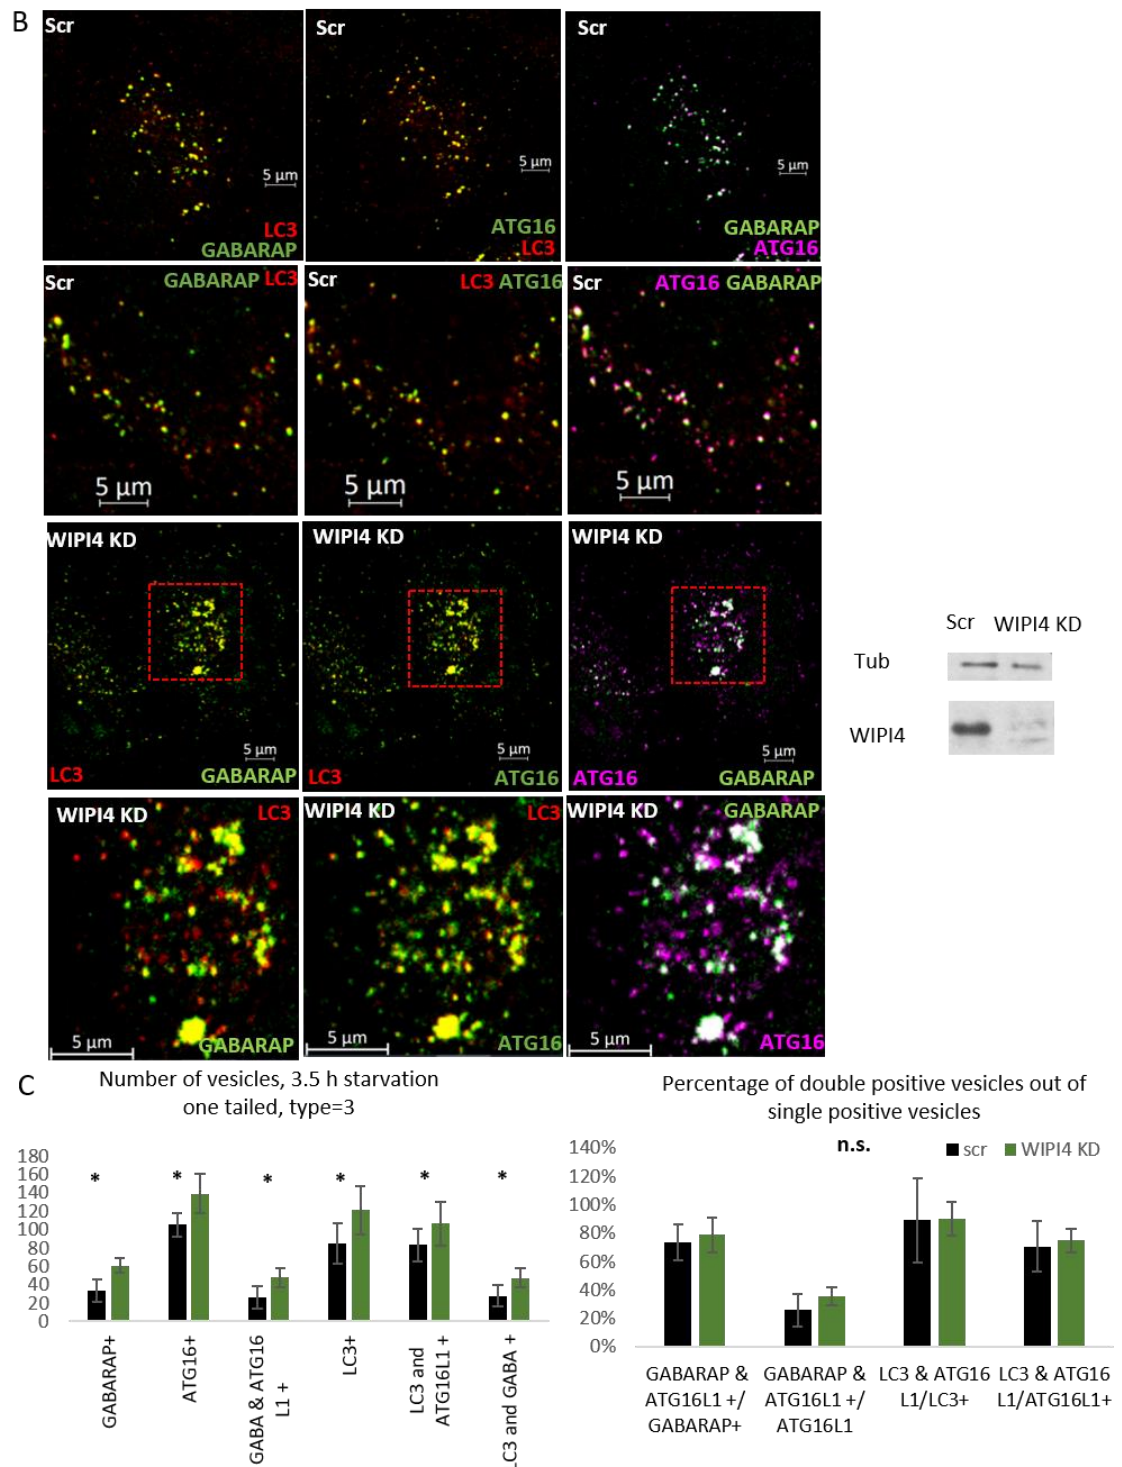 B
Scr
5 µm
LC3
GABARAP
Scr
5 µm
ATG16
LC3
Scr
5 µm
GABARAP
ATG16
Scr
GABARAP LC3
5 µm
Scr
LC3 ATG16
5 µm
Scr
ATG16 GABARAP
5 µm
WIPI4 KD
5 µm
LC3 GABARAP
WIPI4 KD
5 µm
LC3 ATG16
WIPI4 KD
5 µm
ATG16 GABARAP
Scr WIPI4 KD
Tub
WIPI4
WIPI4 KD
LC3
5 µm
GABARAP
WIPI4 KD
LC3
5 µm
ATG16
WIPI4 KD
GABARAP
5 µm
ATG16
C
Number of vesicles, 3.5 h starvation
one tailed, type=3
180
160
140
120
100
80
60
40
20
0
* * * * * *
GABARAP+
ATG16+
GABA & ATG16
L1 +
LC3+
LC3 and
ATG16L1 +
LC3 and GABA +
Percentage of double positive vesicles out of
single positive vesicles
n.s.
scr WIPI4 KD
140%
120%
100%
80%
60%
40%
20%
0%
GABARAP &
ATG16L1 +/
GABARAP+
GABARAP &
ATG16L1 +/
ATG16L1
LC3 & ATG16
L1/LC3+
LC3 & ATG16
L1/ATG16L1+